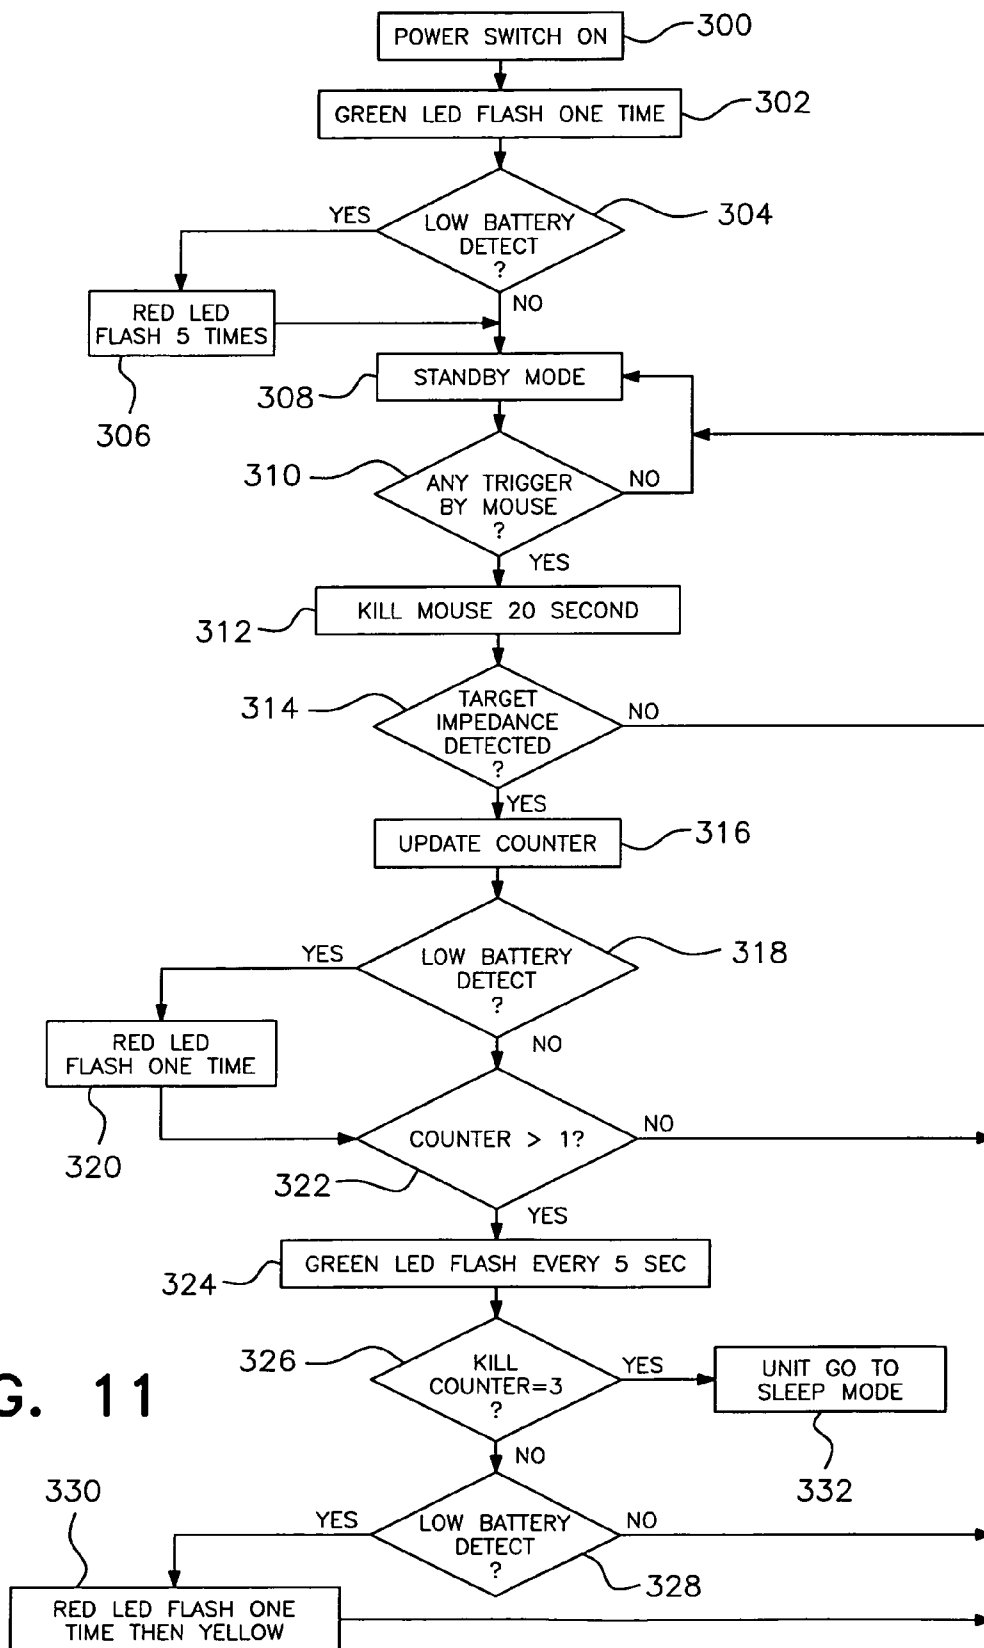 POWER SWITCH ON
300
GREEN LED FLASH ONE TIME
302
YES
LOW BATTERY
DETECT
?
304
NO
RED LED
FLASH 5 TIMES
306
STANDBY MODE
308
310
ANY TRIGGER
BY MOUSE
?
NO
YES
KILL MOUSE 20 SECOND
312
314
TARGET
IMPEDANCE
DETECTED
?
NO
YES
UPDATE COUNTER
316
YES
LOW BATTERY
DETECT
?
318
NO
RED LED
FLASH ONE TIME
320
COUNTER > 1?
NO
322
YES
GREEN LED FLASH EVERY 5 SEC
324
326
KILL
COUNTER=3
?
YES
UNIT GO TO
SLEEP MODE
332
NO
G. 11
330
YES
LOW BATTERY
DETECT
?
NO
328
RED LED FLASH ONE
TIME THEN YELLOW